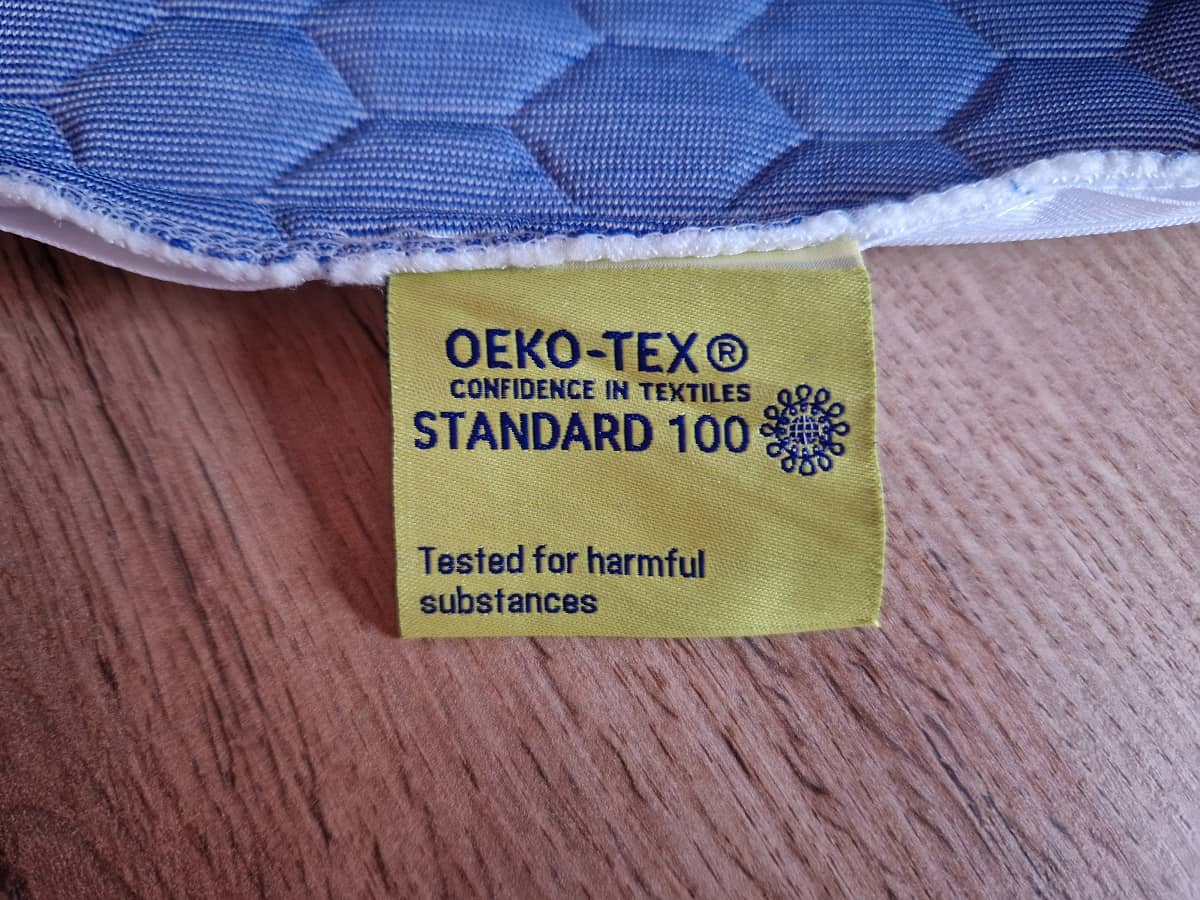 OEKO-TEX®
CONFIDENCE IN TEXTILES
STANDARD 100
Tested for harmful
substances